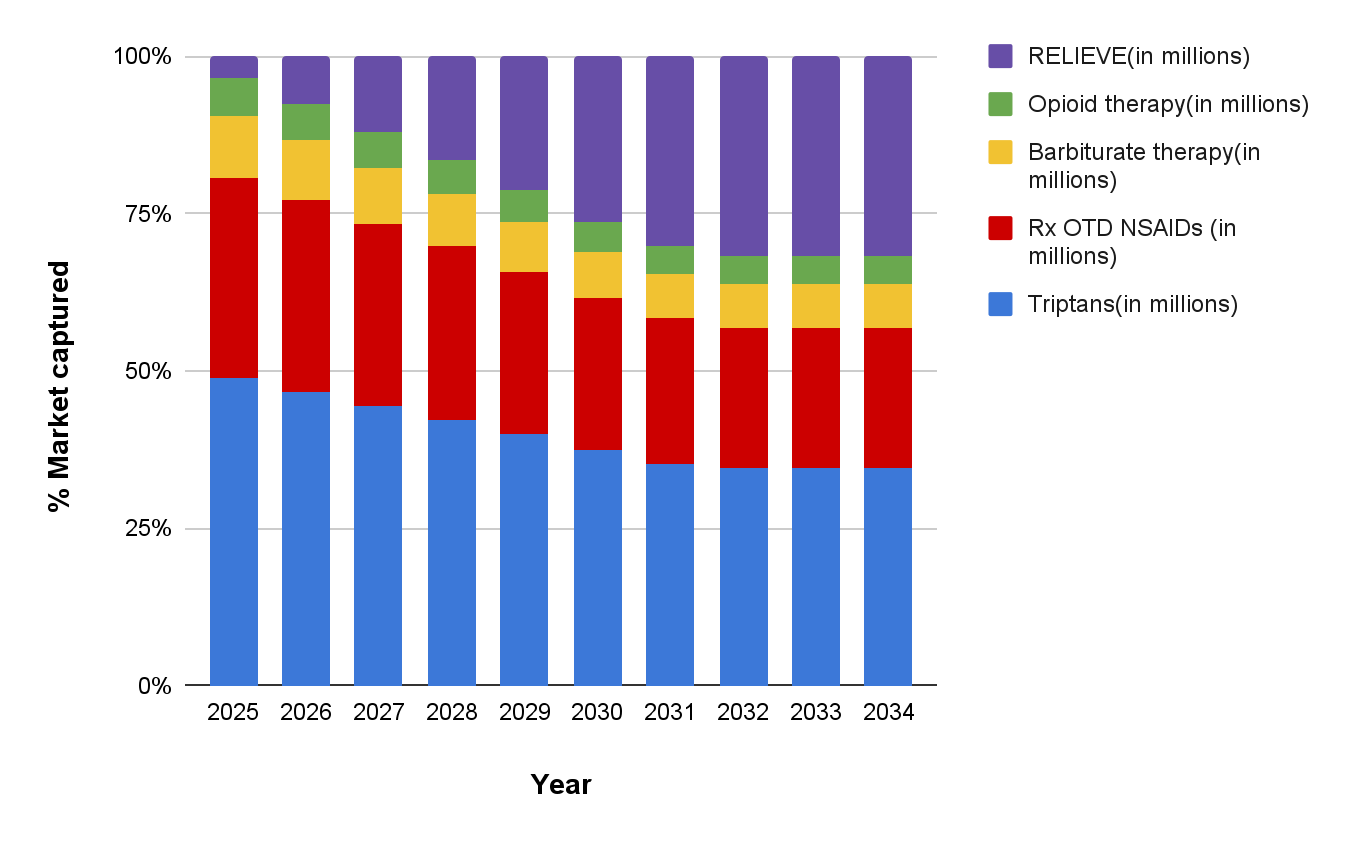 100%
75%
50%
25%
0%
% Market captured
2025 2026 2027 2028 2029 2030 2031 2032 2033 2034
Year
RELIEVE(in millions)
Opioid therapy(in millions)
Barbiturate therapy(in
millions)
Rx OTD NSAIDs (in
millions)
Triptans(in millions)